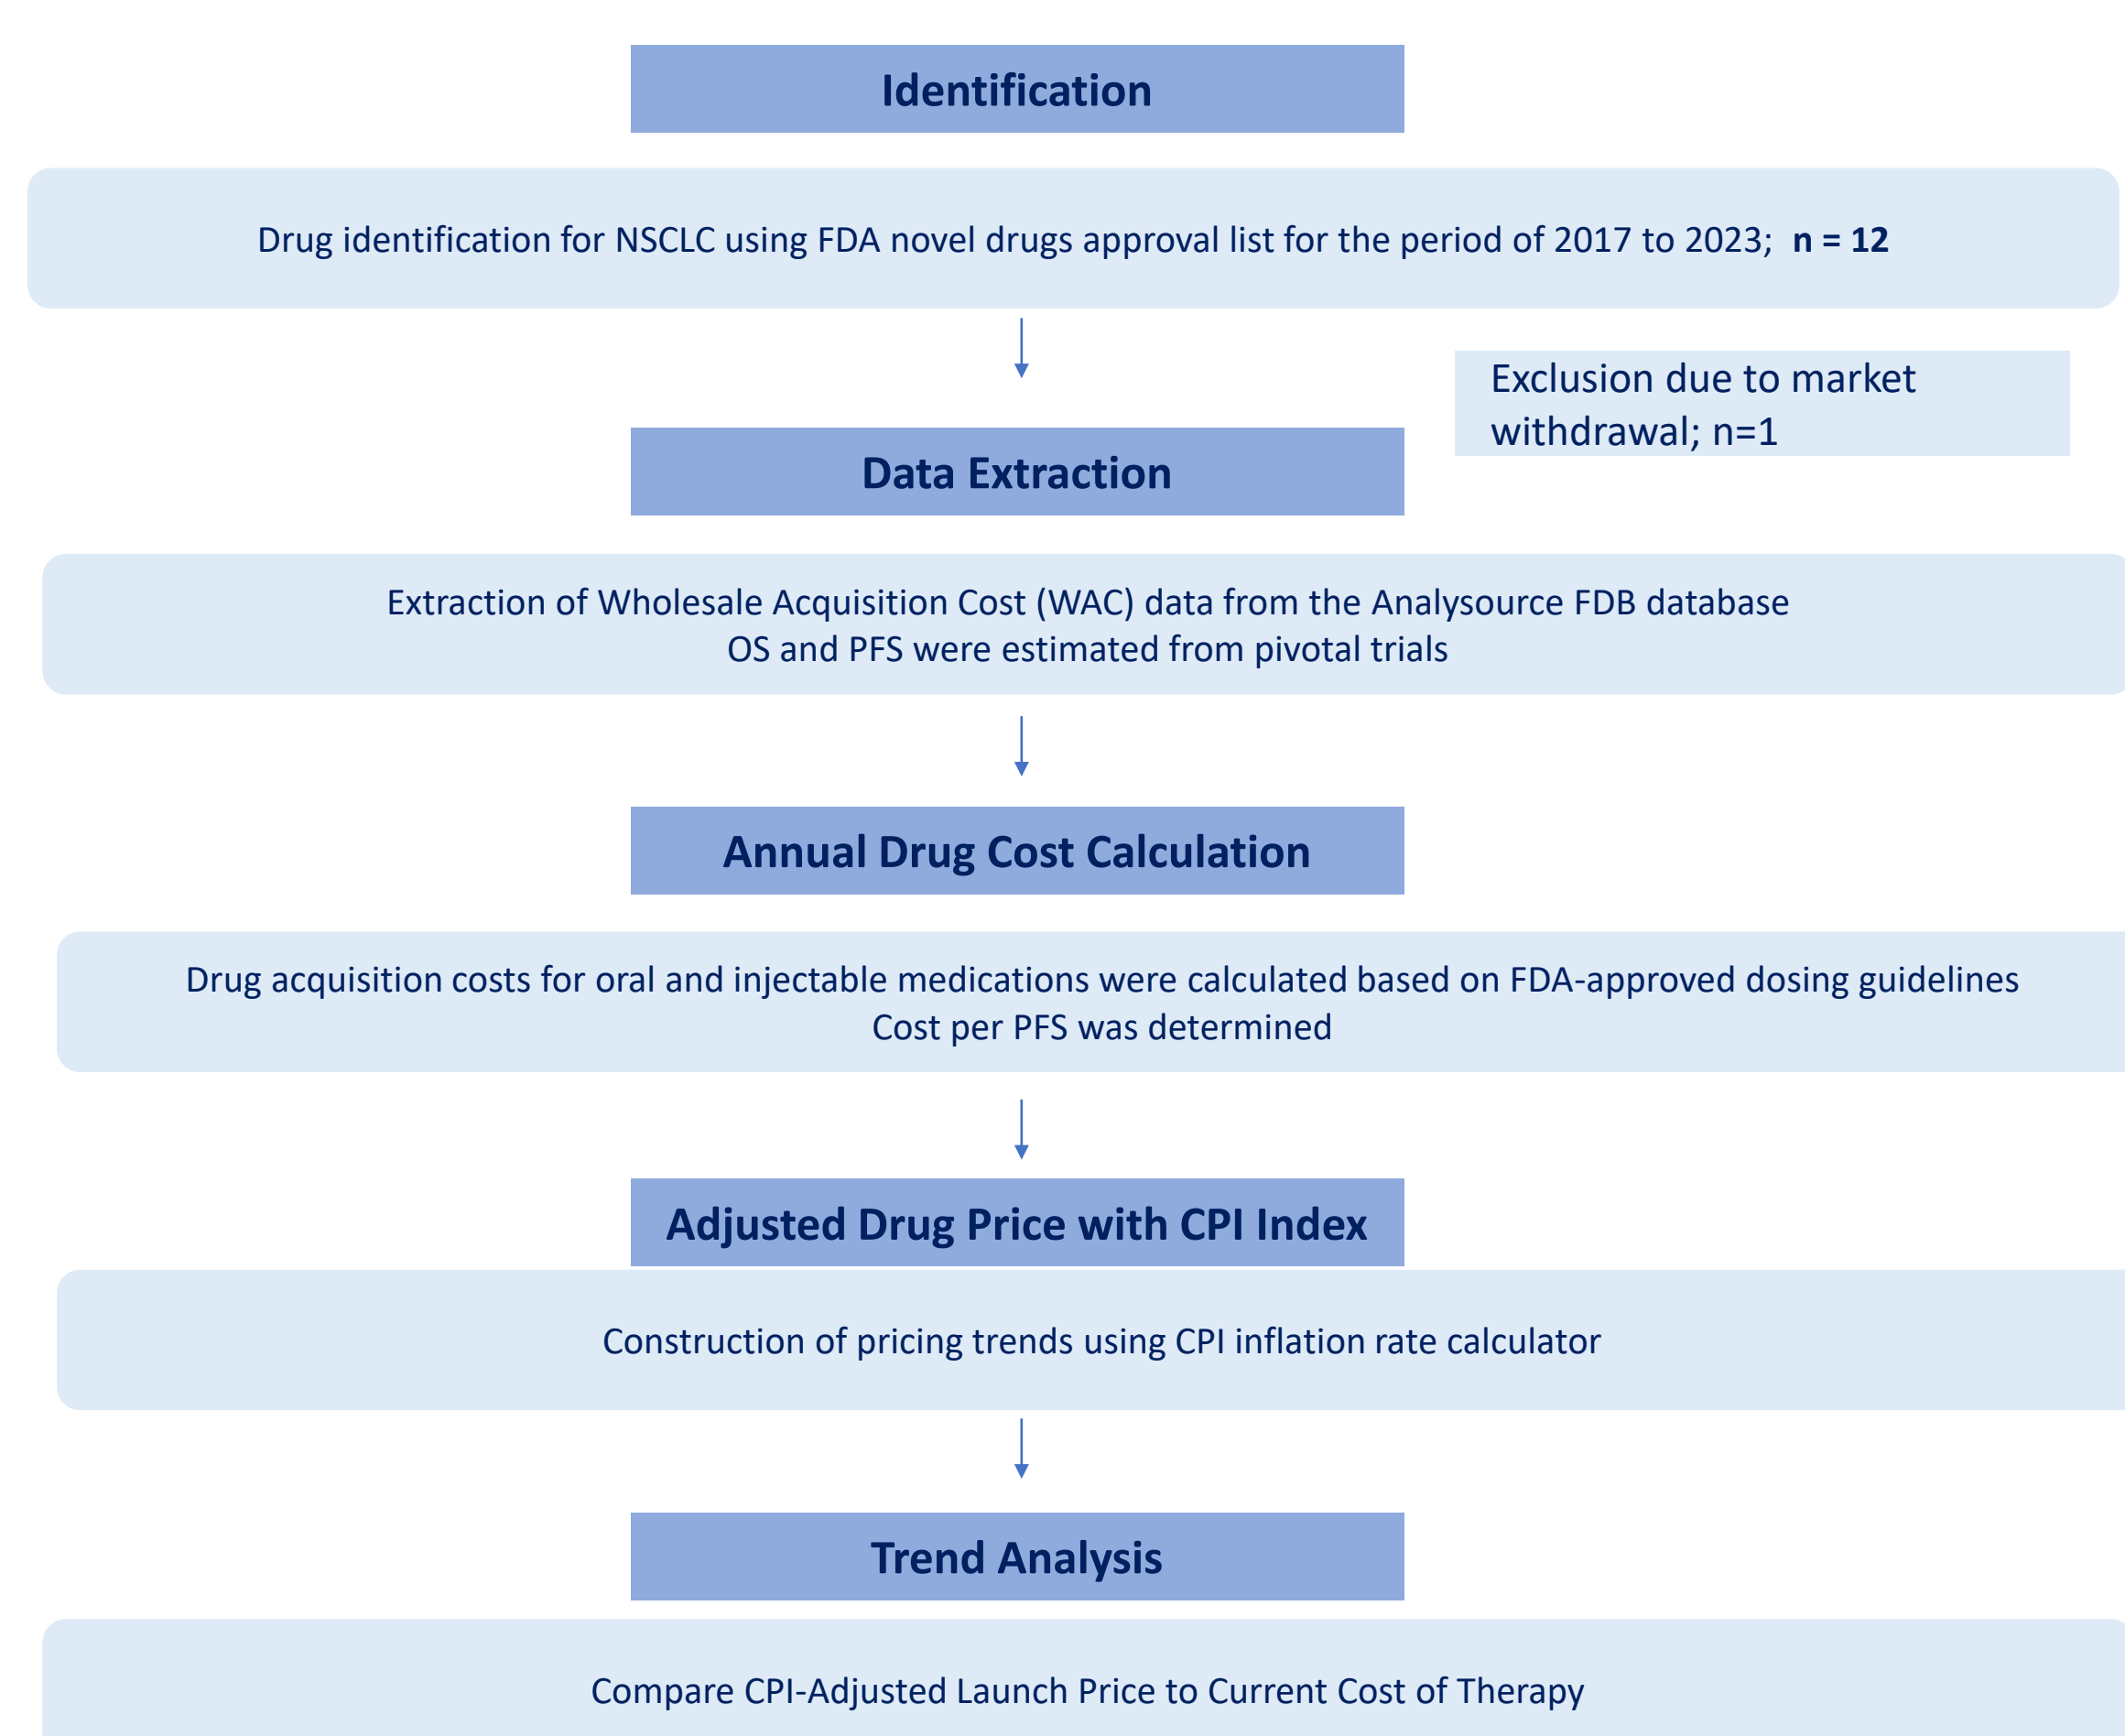 Identification
Drug identification for NSCLC using FDA novel drugs approval list for the period of 2017 to 2023;  n = 12
Exclusion due to market
withdrawal; n=1
Data Extraction
Extraction of Wholesale Acquisition Cost (WAC) data from the Analysource FDB database
OS and PFS were estimated from pivotal trials
Annual Drug Cost Calculation
Drug acquisition costs for oral and injectable medications were calculated based on FDA-approved dosing guidelines
Cost per PFS was determined
Adjusted Drug Price with CPI Index
Construction of pricing trends using CPI inflation rate calculator
Trend Analysis
Compare CPI-Adjusted Launch Price to Current Cost of Therapy